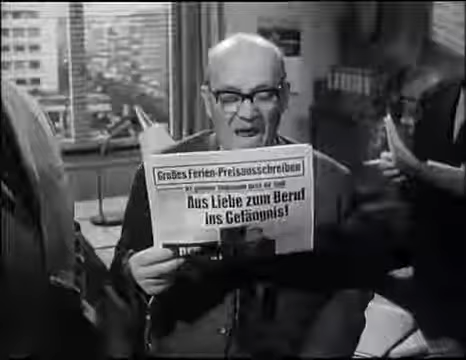 Großes Ferien-Preisausschreiben
Aus Liebe zum Beruf
ins Gefängnis!